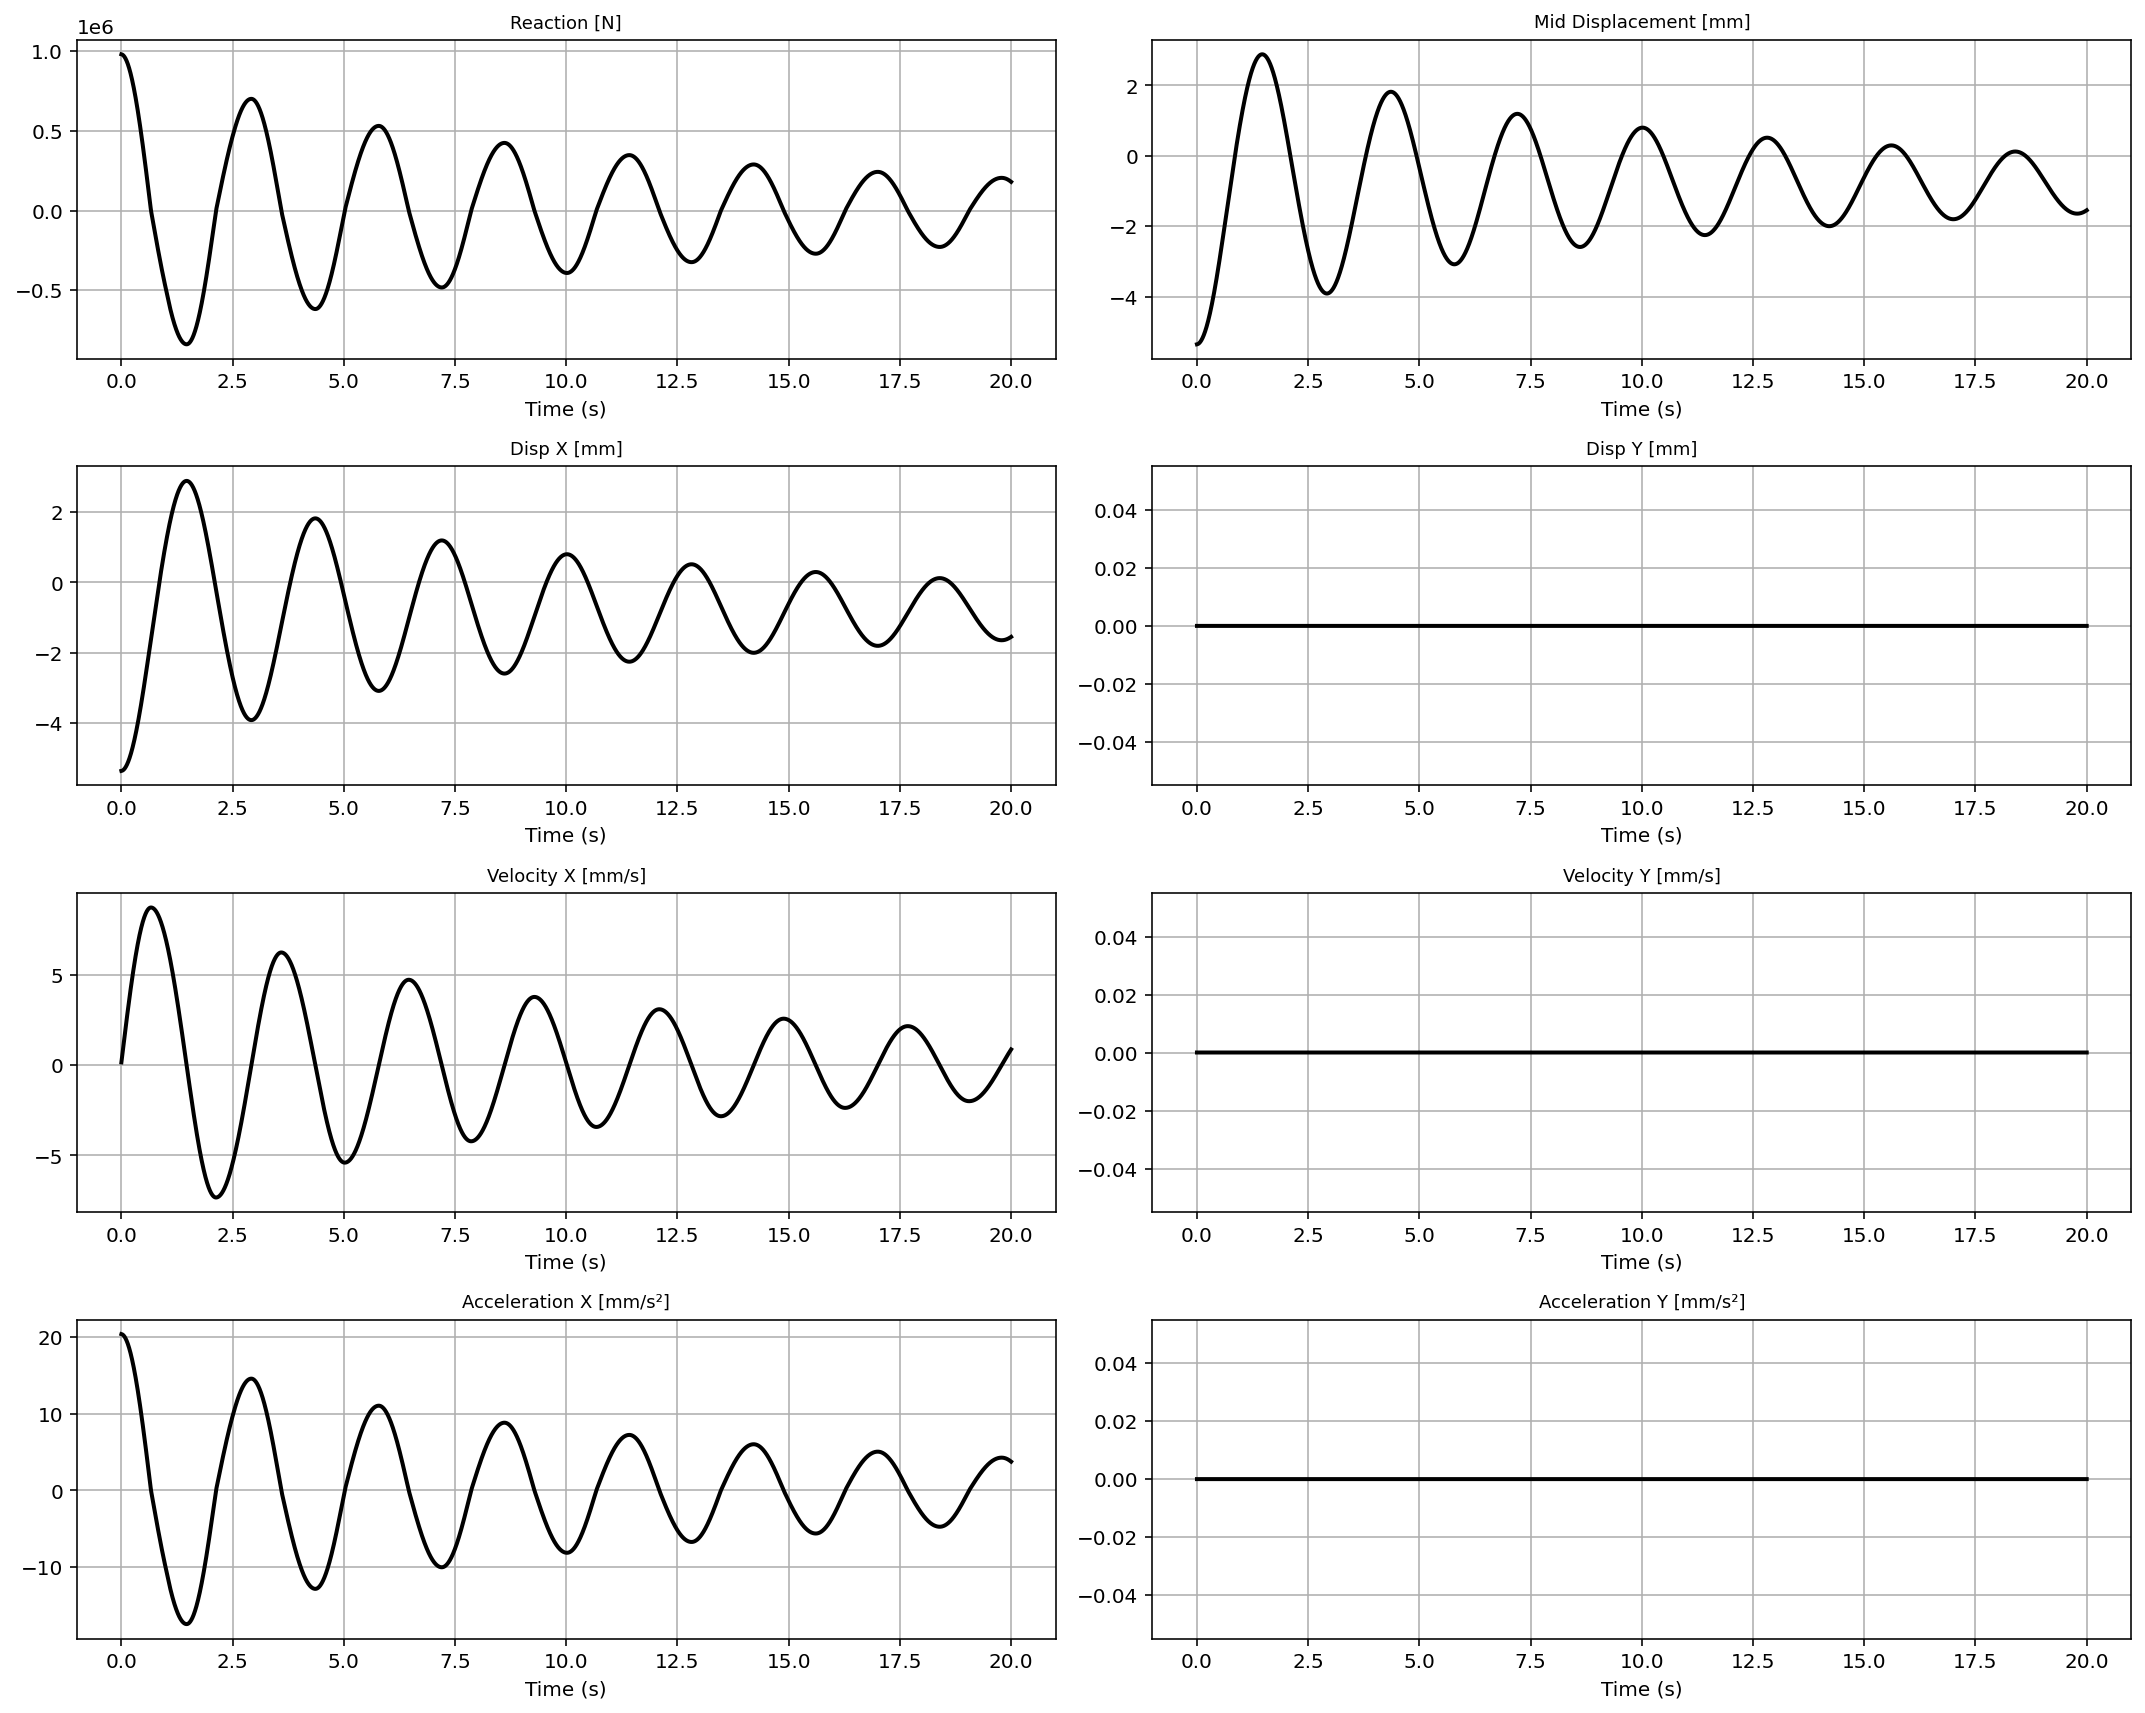 Reaction [N]
1e6
1.0
0.5
0.0
−0.5
0.0 2.5 5.0 7.5 10.0 12.5 15.0 17.5 20.0
Time (s)
Mid Displacement [mm]
2
0
−2
−4
0.0 2.5 5.0 7.5 10.0 12.5 15.0 17.5 20.0
Time (s)
Disp X [mm]
2
0
−2
−4
0.0 2.5 5.0 7.5 10.0 12.5 15.0 17.5 20.0
Time (s)
Disp Y [mm]
0.04
0.02
0.00
−0.02
−0.04
0.0 2.5 5.0 7.5 10.0 12.5 15.0 17.5 20.0
Time (s)
Velocity X [mm/s]
5
0
−5
0.0 2.5 5.0 7.5 10.0 12.5 15.0 17.5 20.0
Time (s)
Velocity Y [mm/s]
0.04
0.02
0.00
−0.02
−0.04
0.0 2.5 5.0 7.5 10.0 12.5 15.0 17.5 20.0
Time (s)
Acceleration X [mm/s²]
20
10
0
−10
0.0 2.5 5.0 7.5 10.0 12.5 15.0 17.5 20.0
Time (s)
Acceleration Y [mm/s²]
0.04
0.02
0.00
−0.02
−0.04
0.0 2.5 5.0 7.5 10.0 12.5 15.0 17.5 20.0
Time (s)